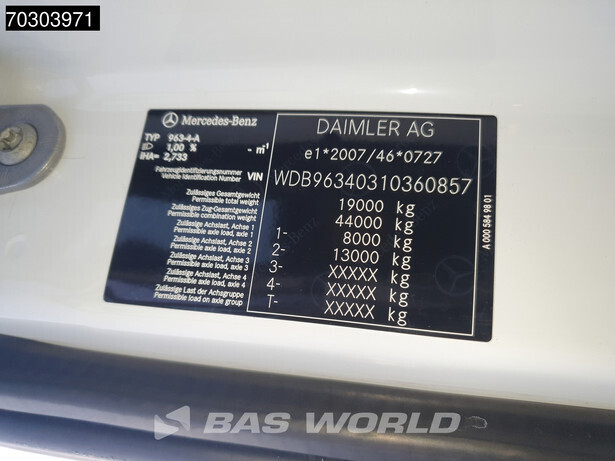 70303971
Mercedes-Benz
DAIMLER AG
TYP 963-4-A
1,00 % - m⁻¹
IHA= 2,733
e1*2007/46*0727
Fahrzeugidentifizierungsnummer
Vehicle Identification Number VIN
WDB96340310360857
Zulässiges Gesamtgewicht
Permissible total weight
19000 kg
Zulässiges Zug-Gesamtgewicht
Permissible combination weight
44000 kg
Zulässige Achslast, Achse 1
Permissible axle load, axle 1
1- 8000 kg
Zulässige Achslast, Achse 2
Permissible axle load, axle 2
2- 13000 kg
Zulässige Achslast, Achse 3
Permissible axle load, axle 3
3- XXXXX kg
Zulässige Achslast, Achse 4
Permissible axle load, axle 4
4- XXXXX kg
Zulässige Last der Achsgruppe
Permissible load on axle group
T- XXXXX kg
A 000 584 98 01
BAS WORLD